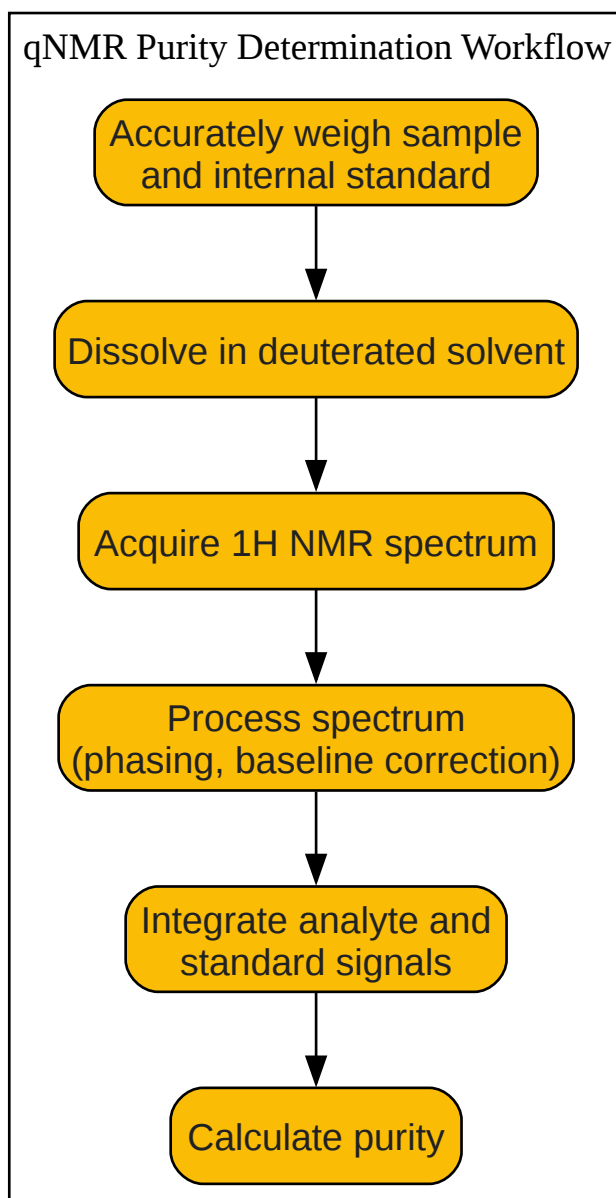 qNMR Purity Determination Workflow
Accurately weigh sample
and internal standard
Dissolve in deuterated solvent
Acquire 1H NMR spectrum
Process spectrum
(phasing, baseline correction)
Integrate analyte and
standard signals
Calculate purity